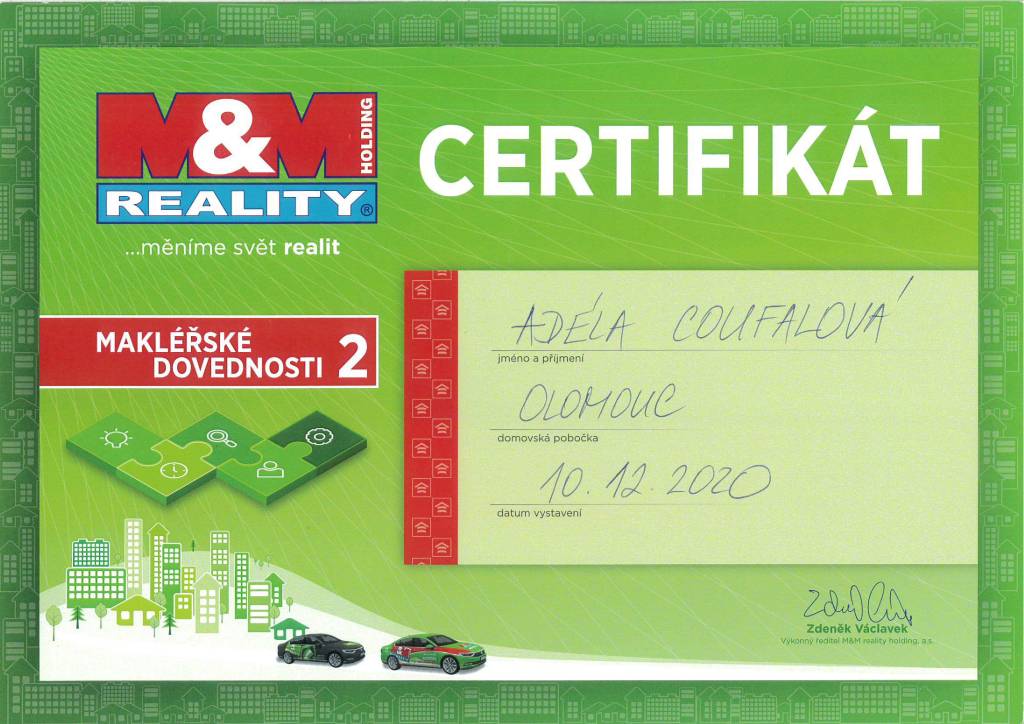 M&M HOLDING
REALITY®
...měníme svět realit
CERTIFIKÁT
MAKLÉŘSKÉ
DOVEDNOSTI 2
ADÉLA COUFALOVÁ
jméno a příjmení
OLOMOUC
domovská pobočka
10.12.2020
datum vystavení
Zdeněk Václavek
Výkonný ředitel M&M reality holding, a.s.